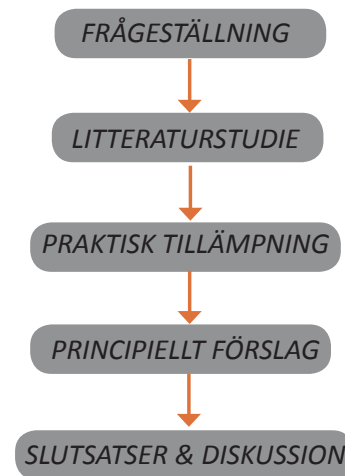 FRÅGESTÄLLNING
LITTERATURSTUDIE
PRAKTISK TILLÄMPNING
PRINCIPIELLT FÖRSLAG
SLUTSATSER & DISKUSSION